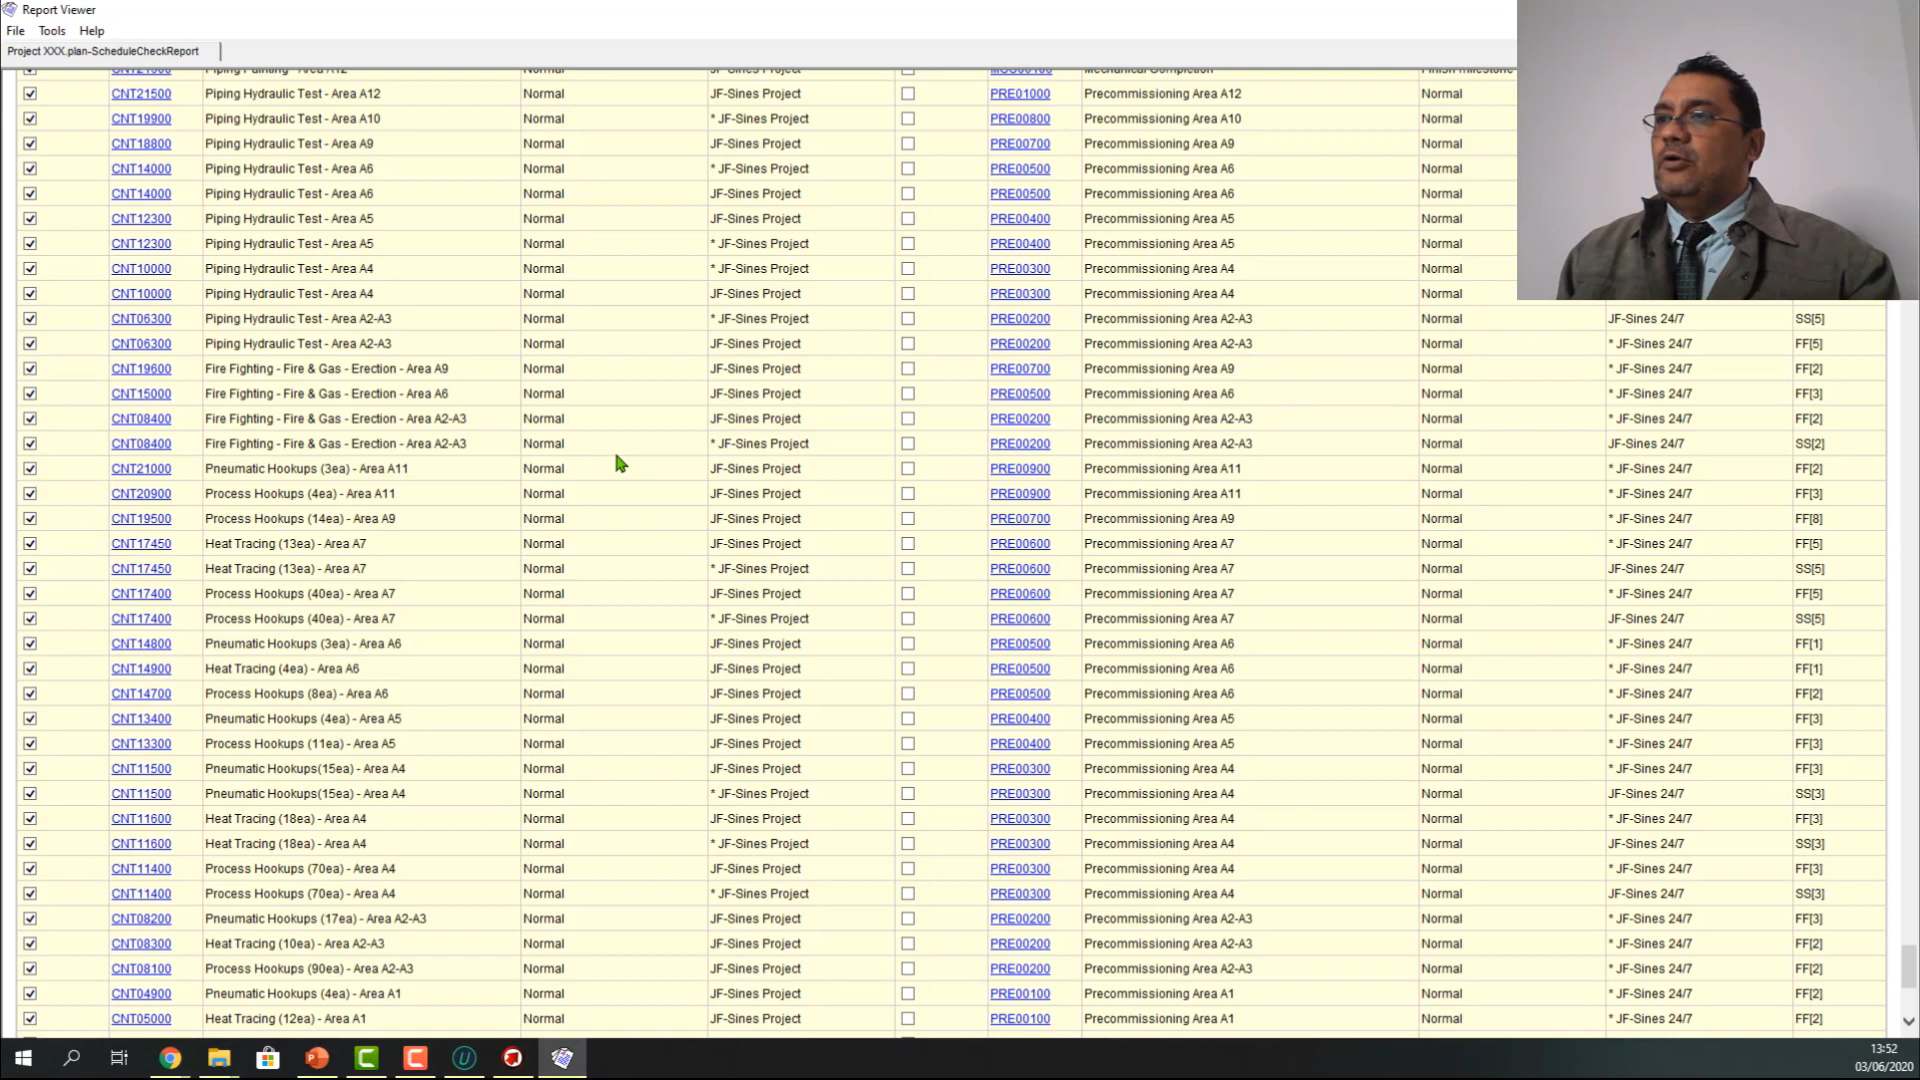 Report Viewer
File Tools Help
Project XXX.plan-ScheduleCheckReport
CNT21500 Piping Hydraulic Test - Area A12 Normal JF-Sines Project PRE01000 Precommissioning Area A12 Normal
CNT19900 Piping Hydraulic Test - Area A10 Normal * JF-Sines Project PRE00800 Precommissioning Area A10 Normal
CNT18800 Piping Hydraulic Test - Area A9 Normal JF-Sines Project PRE00700 Precommissioning Area A9 Normal
CNT14000 Piping Hydraulic Test - Area A6 Normal * JF-Sines Project PRE00500 Precommissioning Area A6 Normal
CNT14000 Piping Hydraulic Test - Area A6 Normal JF-Sines Project PRE00500 Precommissioning Area A6 Normal
CNT12300 Piping Hydraulic Test - Area A5 Normal JF-Sines Project PRE00400 Precommissioning Area A5 Normal
CNT12300 Piping Hydraulic Test - Area A5 Normal * JF-Sines Project PRE00400 Precommissioning Area A5 Normal
CNT10000 Piping Hydraulic Test - Area A4 Normal * JF-Sines Project PRE00300 Precommissioning Area A4 Normal
CNT10000 Piping Hydraulic Test - Area A4 Normal JF-Sines Project PRE00300 Precommissioning Area A4 Normal
CNT06300 Piping Hydraulic Test - Area A2-A3 Normal * JF-Sines Project PRE00200 Precommissioning Area A2-A3 Normal JF-Sines 24/7 SS[5]
CNT06300 Piping Hydraulic Test - Area A2-A3 Normal JF-Sines Project PRE00200 Precommissioning Area A2-A3 Normal * JF-Sines 24/7 FF[5]
CNT19600 Fire Fighting - Fire & Gas - Erection - Area A9 Normal JF-Sines Project PRE00700 Precommissioning Area A9 Normal * JF-Sines 24/7 FF[2]
CNT15000 Fire Fighting - Fire & Gas - Erection - Area A6 Normal JF-Sines Project PRE00500 Precommissioning Area A6 Normal * JF-Sines 24/7 FF[3]
CNT08400 Fire Fighting - Fire & Gas - Erection - Area A2-A3 Normal JF-Sines Project PRE00200 Precommissioning Area A2-A3 Normal * JF-Sines 24/7 FF[2]
CNT08400 Fire Fighting - Fire & Gas - Erection - Area A2-A3 Normal * JF-Sines Project PRE00200 Precommissioning Area A2-A3 Normal JF-Sines 24/7 SS[2]
CNT21000 Pneumatic Hookups (3ea) - Area A11 Normal JF-Sines Project PRE00900 Precommissioning Area A11 Normal * JF-Sines 24/7 FF[2]
CNT20900 Process Hookups (4ea) - Area A11 Normal JF-Sines Project PRE00900 Precommissioning Area A11 Normal * JF-Sines 24/7 FF[3]
CNT19500 Process Hookups (14ea) - Area A9 Normal JF-Sines Project PRE00700 Precommissioning Area A9 Normal * JF-Sines 24/7 FF[8]
CNT17450 Heat Tracing (13ea) - Area A7 Normal JF-Sines Project PRE00600 Precommissioning Area A7 Normal * JF-Sines 24/7 FF[5]
CNT17450 Heat Tracing (13ea) - Area A7 Normal * JF-Sines Project PRE00600 Precommissioning Area A7 Normal JF-Sines 24/7 SS[5]
CNT17400 Process Hookups (40ea) - Area A7 Normal JF-Sines Project PRE00600 Precommissioning Area A7 Normal * JF-Sines 24/7 FF[5]
CNT17400 Process Hookups (40ea) - Area A7 Normal * JF-Sines Project PRE00600 Precommissioning Area A7 Normal JF-Sines 24/7 SS[5]
CNT14800 Pneumatic Hookups (3ea) - Area A6 Normal JF-Sines Project PRE00500 Precommissioning Area A6 Normal * JF-Sines 24/7 FF[1]
CNT14900 Heat Tracing (4ea) - Area A6 Normal JF-Sines Project PRE00500 Precommissioning Area A6 Normal * JF-Sines 24/7 FF[1]
CNT14700 Process Hookups (8ea) - Area A6 Normal JF-Sines Project PRE00500 Precommissioning Area A6 Normal * JF-Sines 24/7 FF[2]
CNT13400 Pneumatic Hookups (4ea) - Area A5 Normal JF-Sines Project PRE00400 Precommissioning Area A5 Normal * JF-Sines 24/7 FF[3]
CNT13300 Process Hookups (11ea) - Area A5 Normal JF-Sines Project PRE00400 Precommissioning Area A5 Normal * JF-Sines 24/7 FF[3]
CNT11500 Pneumatic Hookups(15ea) - Area A4 Normal JF-Sines Project PRE00300 Precommissioning Area A4 Normal * JF-Sines 24/7 FF[3]
CNT11500 Pneumatic Hookups(15ea) - Area A4 Normal * JF-Sines Project PRE00300 Precommissioning Area A4 Normal JF-Sines 24/7 SS[3]
CNT11600 Heat Tracing (18ea) - Area A4 Normal JF-Sines Project PRE00300 Precommissioning Area A4 Normal * JF-Sines 24/7 FF[3]
CNT11600 Heat Tracing (18ea) - Area A4 Normal * JF-Sines Project PRE00300 Precommissioning Area A4 Normal JF-Sines 24/7 SS[3]
CNT11400 Process Hookups (70ea) - Area A4 Normal JF-Sines Project PRE00300 Precommissioning Area A4 Normal * JF-Sines 24/7 FF[3]
CNT11400 Process Hookups (70ea) - Area A4 Normal * JF-Sines Project PRE00300 Precommissioning Area A4 Normal JF-Sines 24/7 SS[3]
CNT08200 Pneumatic Hookups (17ea) - Area A2-A3 Normal JF-Sines Project PRE00200 Precommissioning Area A2-A3 Normal * JF-Sines 24/7 FF[3]
CNT08300 Heat Tracing (10ea) - Area A2-A3 Normal JF-Sines Project PRE00200 Precommissioning Area A2-A3 Normal * JF-Sines 24/7 FF[2]
CNT08100 Process Hookups (90ea) - Area A2-A3 Normal JF-Sines Project PRE00200 Precommissioning Area A2-A3 Normal * JF-Sines 24/7 FF[2]
CNT04900 Pneumatic Hookups (4ea) - Area A1 Normal JF-Sines Project PRE00100 Precommissioning Area A1 Normal * JF-Sines 24/7 FF[2]
CNT05000 Heat Tracing (12ea) - Area A1 Normal JF-Sines Project PRE00100 Precommissioning Area A1 Normal * JF-Sines 24/7 FF[2]
13:52
03/06/2020